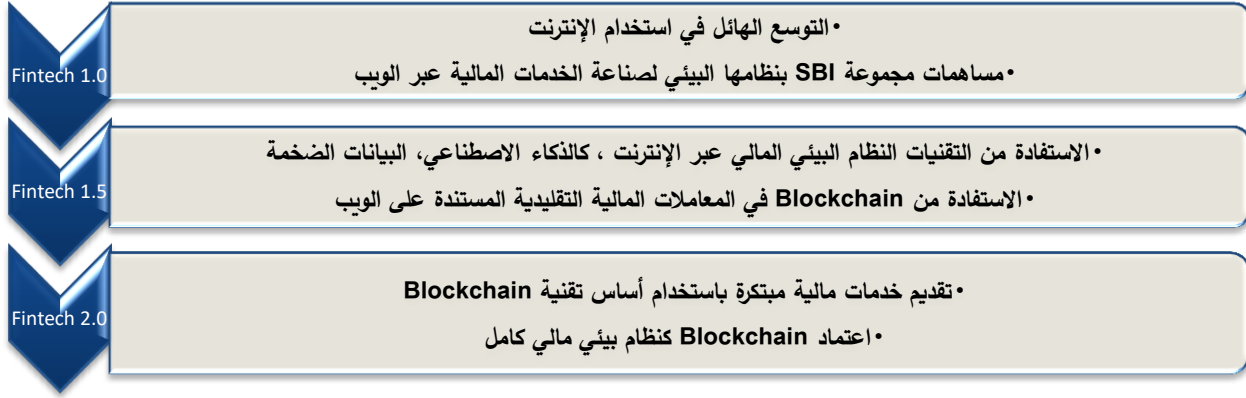 Fintech 1.0
•التوسع الهائل في استخدام الإنترنت
•مساهمات مجموعة SBI بنظامها البيئي لصناعة الخدمات المالية عبر الويب
Fintech 1.5
•الاستفادة من التقنيات النظام البيئي المالي عبر الإنترنت ، كالذكاء الاصطناعي، البيانات الضخمة
•الاستفادة من Blockchain في المعاملات المالية التقليدية المستندة على الويب
Fintech 2.0
•تقديم خدمات مالية مبتكرة باستخدام أساس تقنية Blockchain
•اعتماد Blockchain كنظام بيئي مالي كامل